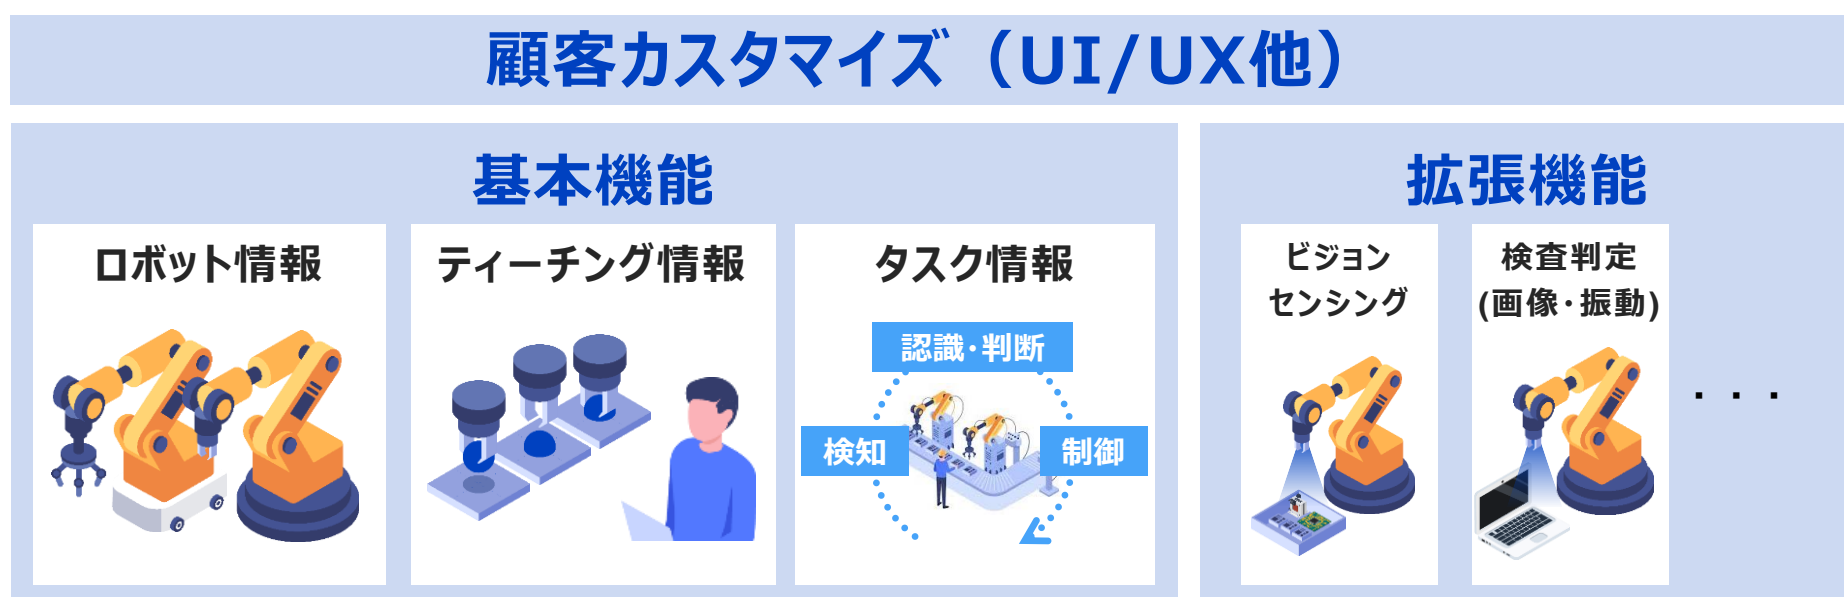 顧客カスタマイズ（UI/UX他）
基本機能
ロボット情報
ティーチング情報
タスク情報
認識・判断
検知
制御
拡張機能
ビジョン
センシング
検査判定
(画像・振動)
・・・